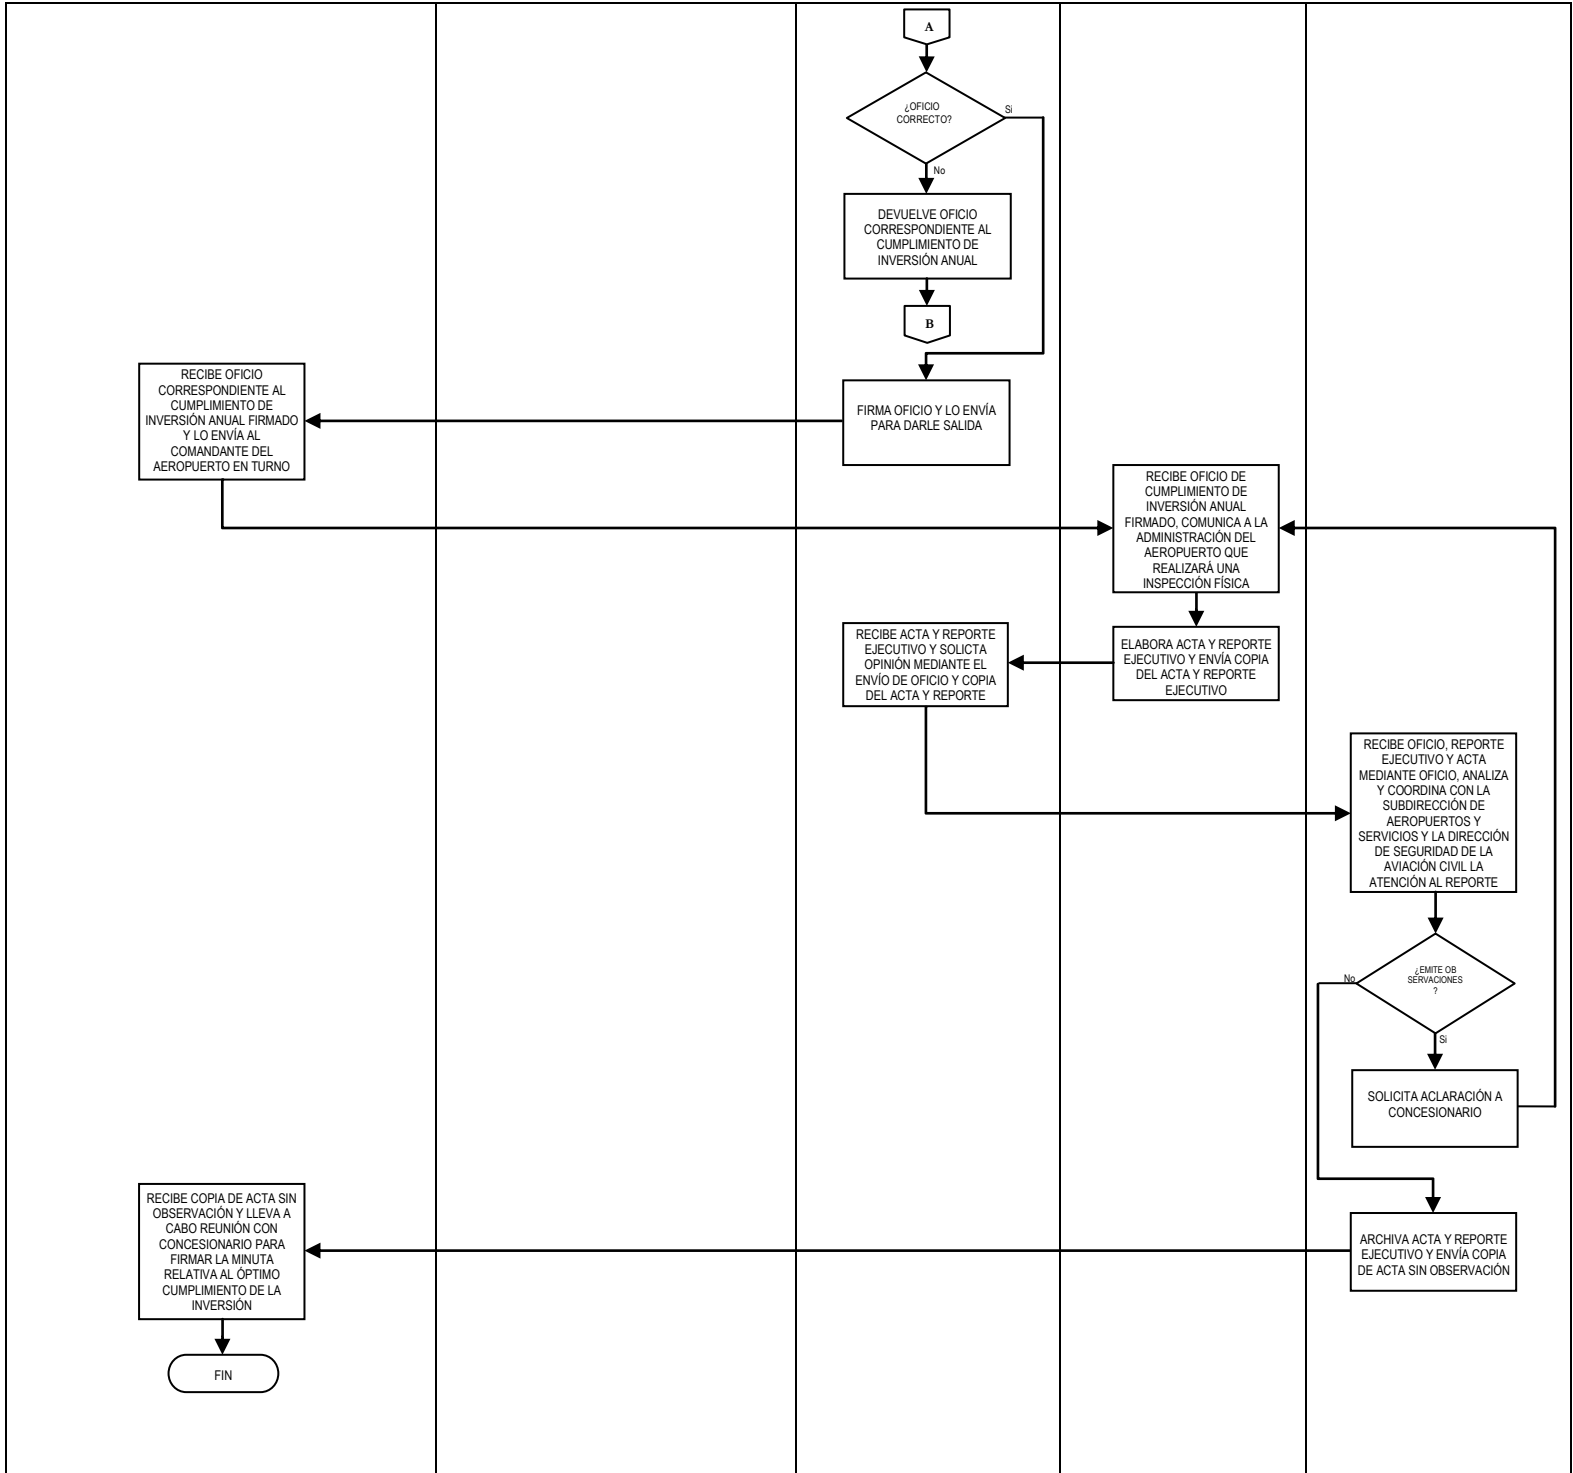 A
¿OFICIO
CORRECTO?
Si
No
DEVUELVE OFICIO
CORRESPONDIENTE AL
CUMPLIMIENTO DE
INVERSIÓN ANUAL
B
RECIBE OFICIO
CORRESPONDIENTE AL
CUMPLIMIENTO DE
INVERSIÓN ANUAL FIRMADO
Y LO ENVÍA AL
COMANDANTE DEL
AEROPUERTO EN TURNO
FIRMA OFICIO Y LO ENVÍA
PARA DARLE SALIDA
RECIBE OFICIO DE
CUMPLIMIENTO DE
INVERSIÓN ANUAL
FIRMADO, COMUNICA A LA
ADMINISTRACIÓN DEL
AEROPUERTO QUE
REALIZARÁ UNA
INSPECCIÓN FÍSICA
RECIBE ACTA Y REPORTE
EJECUTIVO Y SOLICTA
OPINIÓN MEDIANTE EL
ENVÍO DE OFICIO Y COPIA
DEL ACTA Y REPORTE
ELABORA ACTA Y REPORTE
EJECUTIVO Y ENVÍA COPIA
DEL ACTA Y REPORTE
EJECUTIVO
RECIBE OFICIO, REPORTE
EJECUTIVO Y ACTA
MEDIANTE OFICIO, ANALIZA
Y COORDINA CON LA
SUBDIRECCIÓN DE
AEROPUERTOS Y
SERVICIOS Y LA DIRECCIÓN
DE SEGURIDAD DE LA
AVIACIÓN CIVIL LA
ATENCIÓN AL REPORTE
¿EMITE OB
SERVACIONES
?
No
Si
SOLICITA ACLARACIÓN A
CONCESIONARIO
RECIBE COPIA DE ACTA SIN
OBSERVACIÓN Y LLEVA A
CABO REUNIÓN CON
CONCESIONARIO PARA
FIRMAR LA MINUTA
RELATIVA AL ÓPTIMO
CUMPLIMIENTO DE LA
INVERSIÓN
ARCHIVA ACTA Y REPORTE
EJECUTIVO Y ENVÍA COPIA
DE ACTA SIN OBSERVACIÓN
FIN